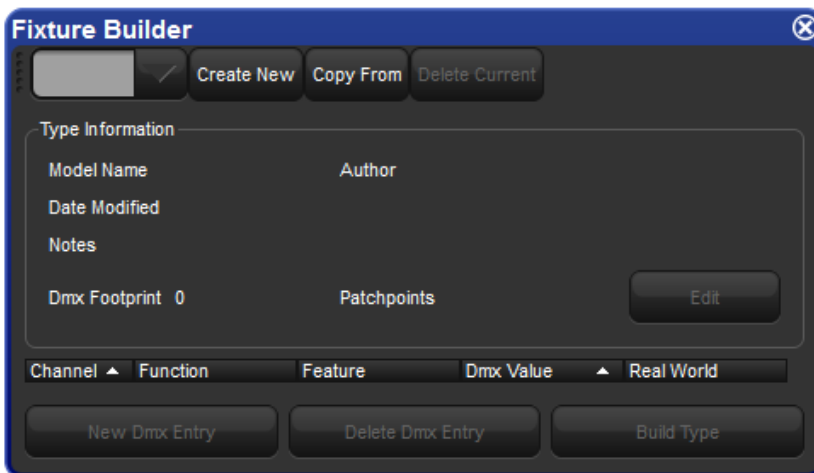 Fixture Builder
Create New Copy From Delete Current
Type Information
Model Name Author
Date Modified
Notes
Dmx Footprint 0 Patchpoints Edit
Channel Function Feature Dmx Value Real World
New Dmx Entry Delete Dmx Entry Build Type